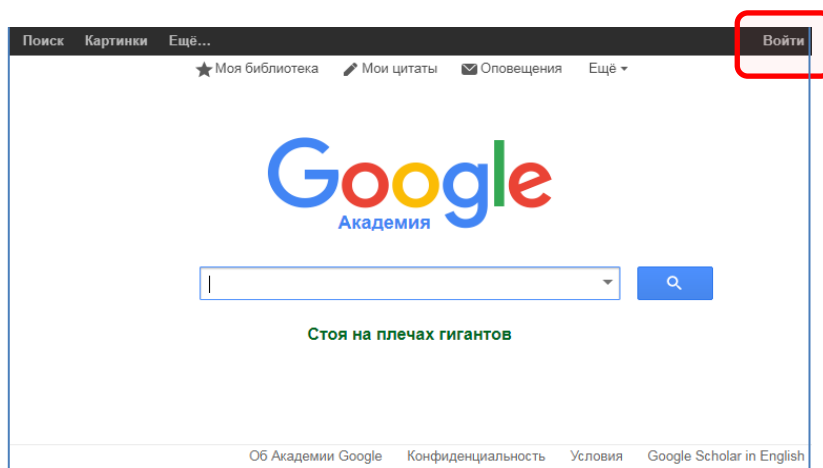 Поиск Картинки Ещё... Войти
Моя библиотека Мои цитаты Оповещения Ещё
Google
Академия
Стоя на плечах гигантов
Об Академии Google Конфиденциальность Условия Google Scholar in English